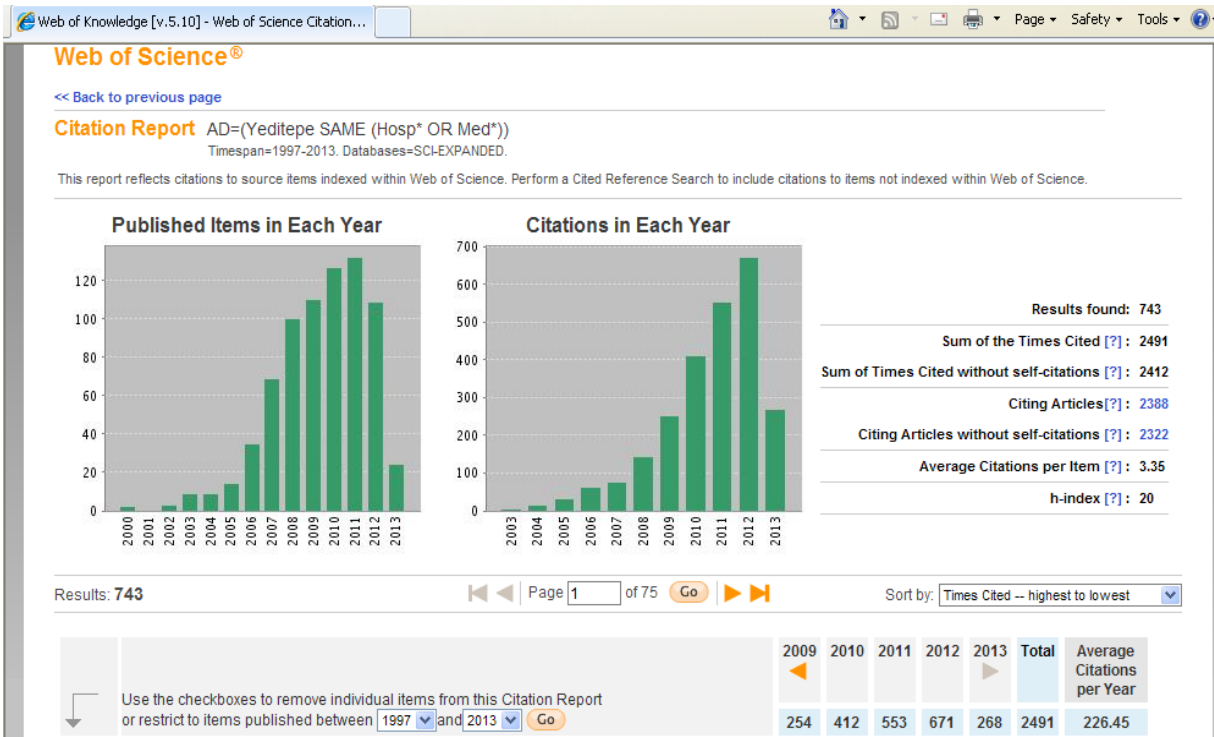 Web of Knowledge [v.5.10] - Web of Science Citation...
Page Safety Tools
Web of Science®
<< Back to previous page
Citation Report AD=(Yeditepe SAME (Hosp* OR Med*))
Timespan=1997-2013. Databases=SCI-EXPANDED.
This report reflects citations to source items indexed within Web of Science. Perform a Cited Reference Search to include citations to items not indexed within Web of Science.
Published Items in Each Year
120
100
80
60
40
20
0
2000 2001 2002 2003 2004 2005 2006 2007 2008 2009 2010 2011 2012 2013
Citations in Each Year
700
600
500
400
300
200
100
0
2003 2004 2005 2006 2007 2008 2009 2010 2011 2012 2013
Results found: 743
Sum of the Times Cited [?] : 2491
Sum of Times Cited without self-citations [?] : 2412
Citing Articles[?] : 2388
Citing Articles without self-citations [?] : 2322
Average Citations per Item [?] : 3.35
h-index [?] : 20
Results: 743
Page 1 of 75 Go
Sort by: Times Cited -- highest to lowest
Use the checkboxes to remove individual items from this Citation Report
or restrict to items published between 1997 and 2013 Go
2009 2010 2011 2012 2013 Total Average
Citations
per Year
254 412 553 671 268 2491 226.45